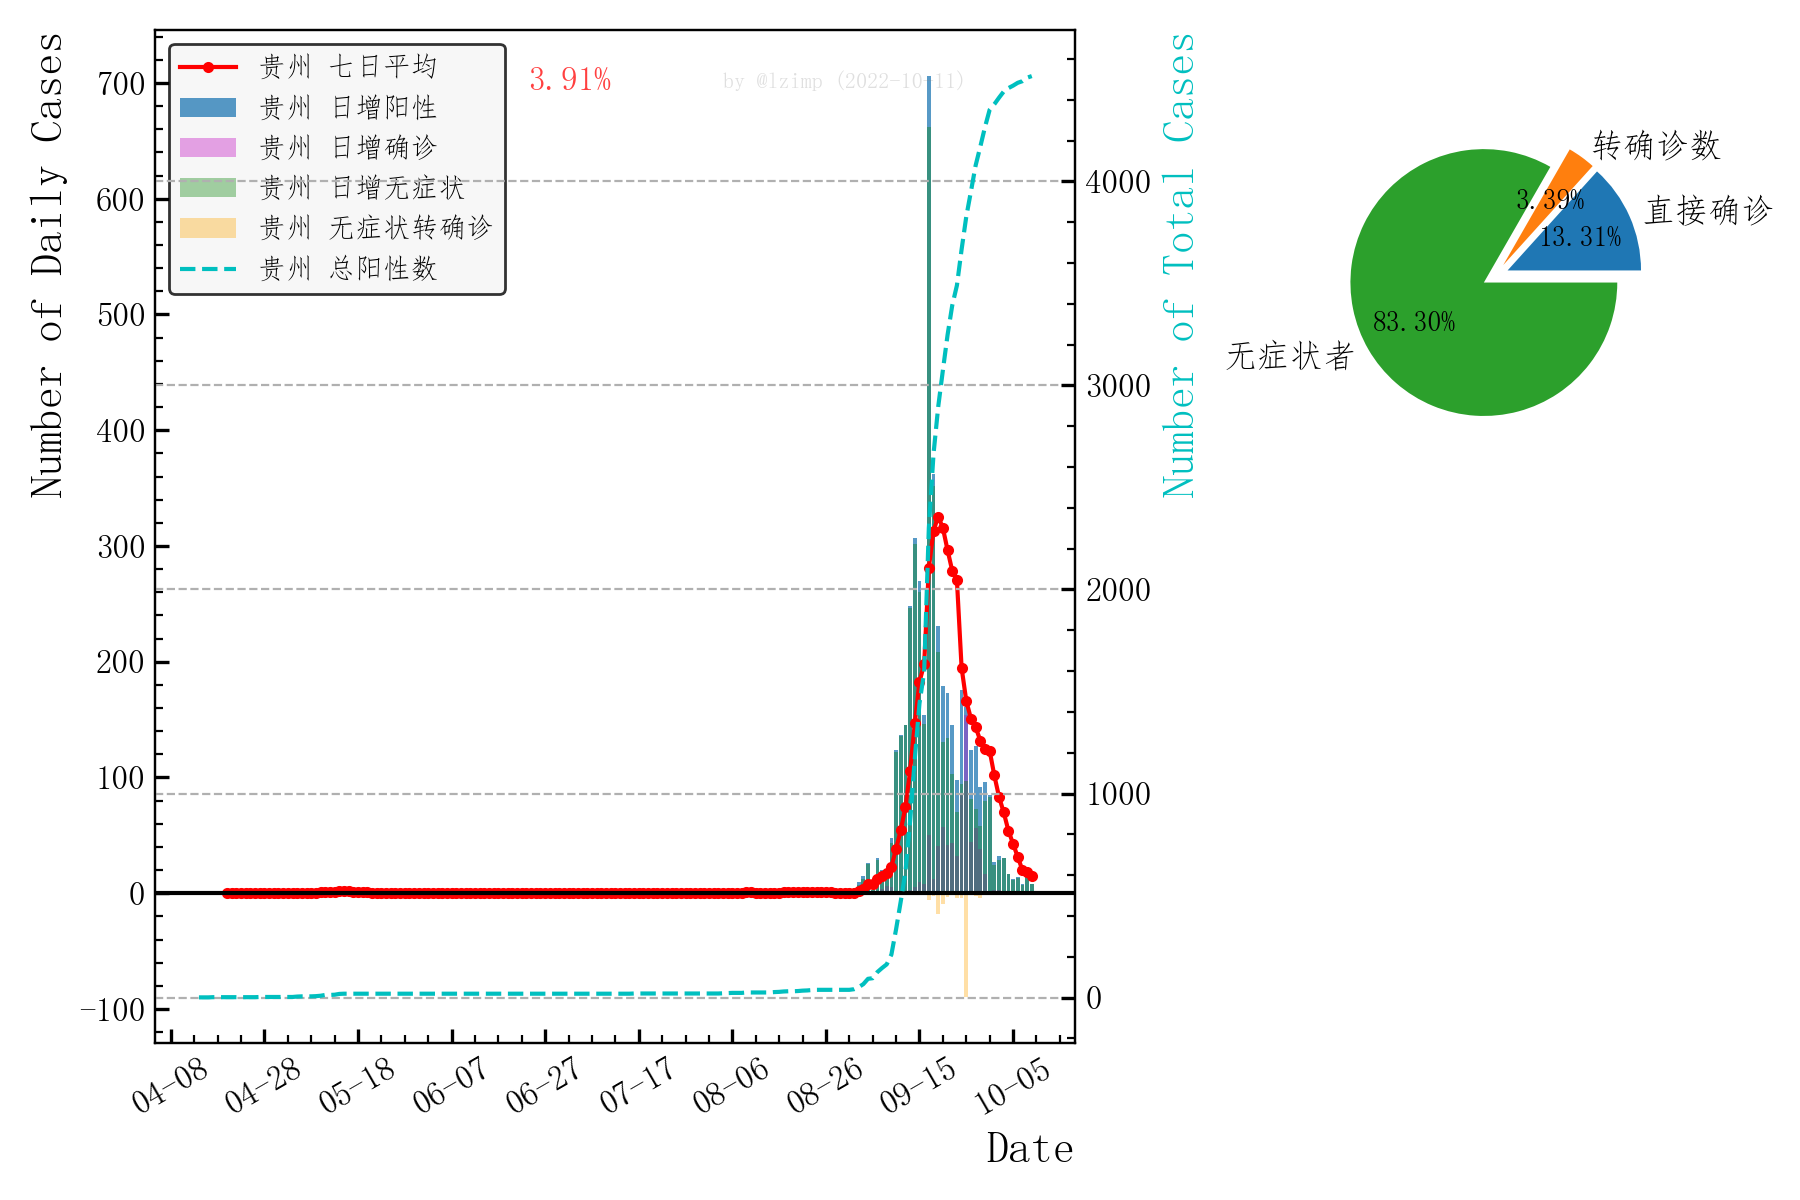 Number of Daily Cases
700
600
500
400
300
200
100
0
−100
贵州 七日平均
贵州 日增阳性
贵州 日增确诊
贵州 日增无症状
贵州 无症状转确诊
贵州 总阳性数
3.91%
by @lzimp (2022-10-11)
4000
3000
2000
1000
0
Number of Total Cases
04-08
04-28
05-18
06-07
06-27
07-17
08-06
08-26
09-15
10-05
Date
转确诊数
3.39%
直接确诊
13.31%
83.30%
无症状者